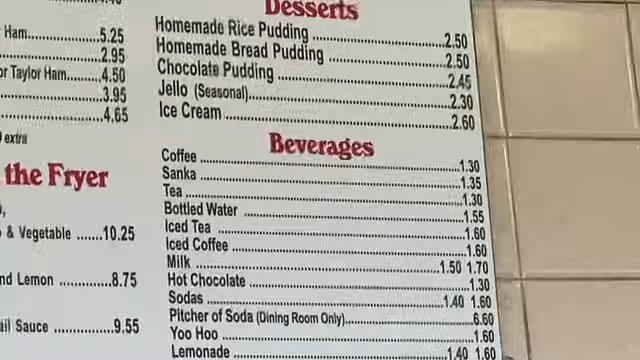 Ham..................5.25
.......................2.95
or Taylor Ham........4.50
.......................3.95
.......................4.65
extra
the Fryer
& Vegetable .......10.25
nd Lemon ..............8.75
ail Sauce ...............9.55
Desserts
Homemade Rice Pudding ..............................2.50
Homemade Bread Pudding ...........................2.50
Chocolate Pudding ......................................2.45
Jello (Seasonal)..........................................2.30
Ice Cream ..................................................2.60
Beverages
Coffee ........................................................1.30
Sanka .........................................................1.35
Tea .............................................................1.30
Bottled Water ..............................................1.55
Iced Tea ......................................................1.60
Iced Coffee ..................................................1.60
Milk ......................................................1.50 1.70
Hot Chocolate ..............................................1.30
Sodas ...................................................1.40 1.60
Pitcher of Soda (Dining Room Only)................6.60
Yoo Hoo ......................................................1.60
Lemonade .............................................1.40 1.60